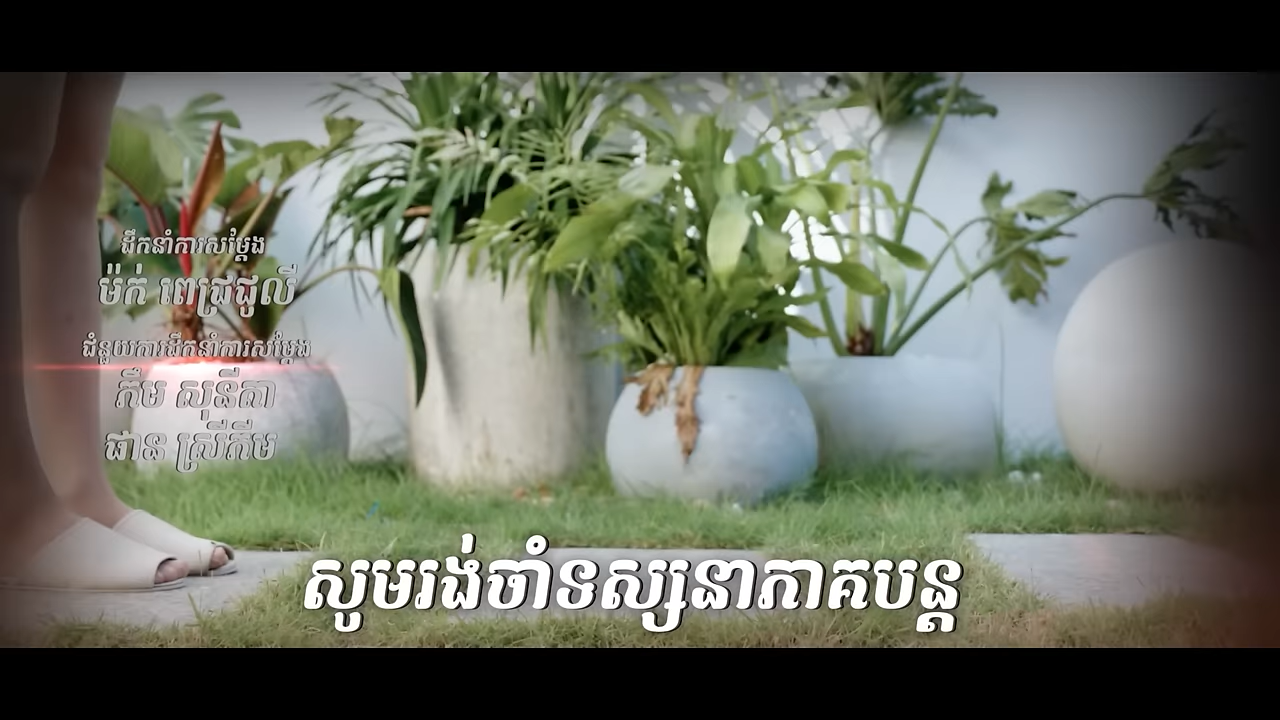 ដឹកនាំការសម្តែង
ម៉ក់ ពេជ្រជូលី
ជំនួយការដឹកនាំការសម្តែង
ភឹម សុនីតា
ផាន ស្រីភីម
សូមរង់ចាំទស្សនាភាគបន្ត